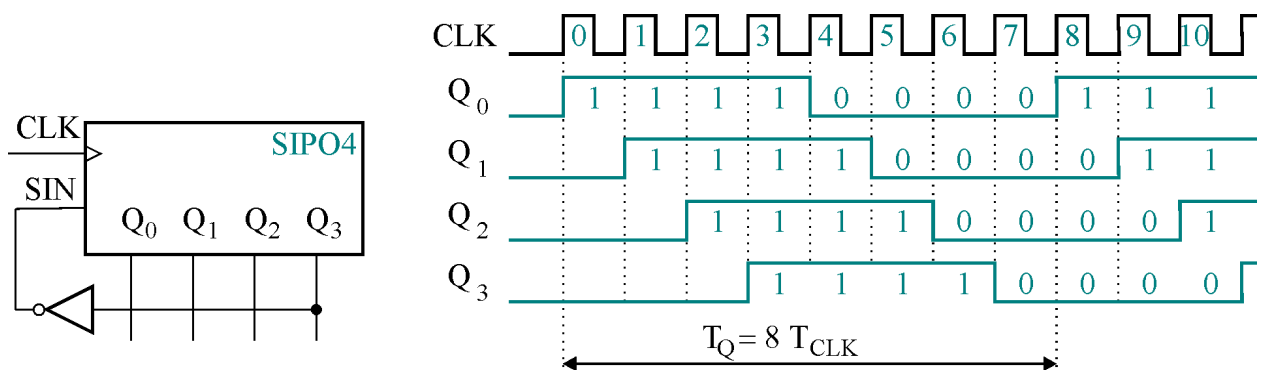 CLK
SIPO4
SIN
Q0 Q1 Q2 Q3
CLK 0 1 2 3 4 5 6 7 8 9 10
Q0 1 1 1 1 0 0 0 0 1 1 1
Q1 1 1 1 1 0 0 0 0 1 1
Q2 1 1 1 1 0 0 0 0 1
Q3 1 1 1 1 0 0 0 0
TQ = 8 TCLK